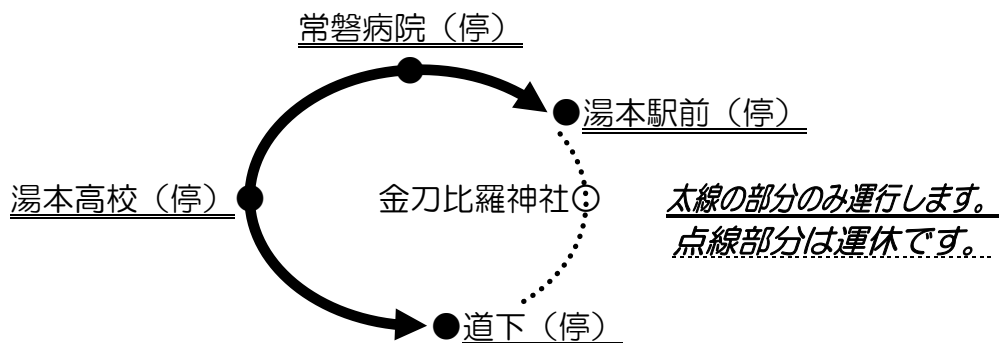 常磐病院（停）
湯本駅前（停）
湯本高校（停）
金刀比羅神社
太線の部分のみ運行します。
点線部分は運休です。
道下（停）